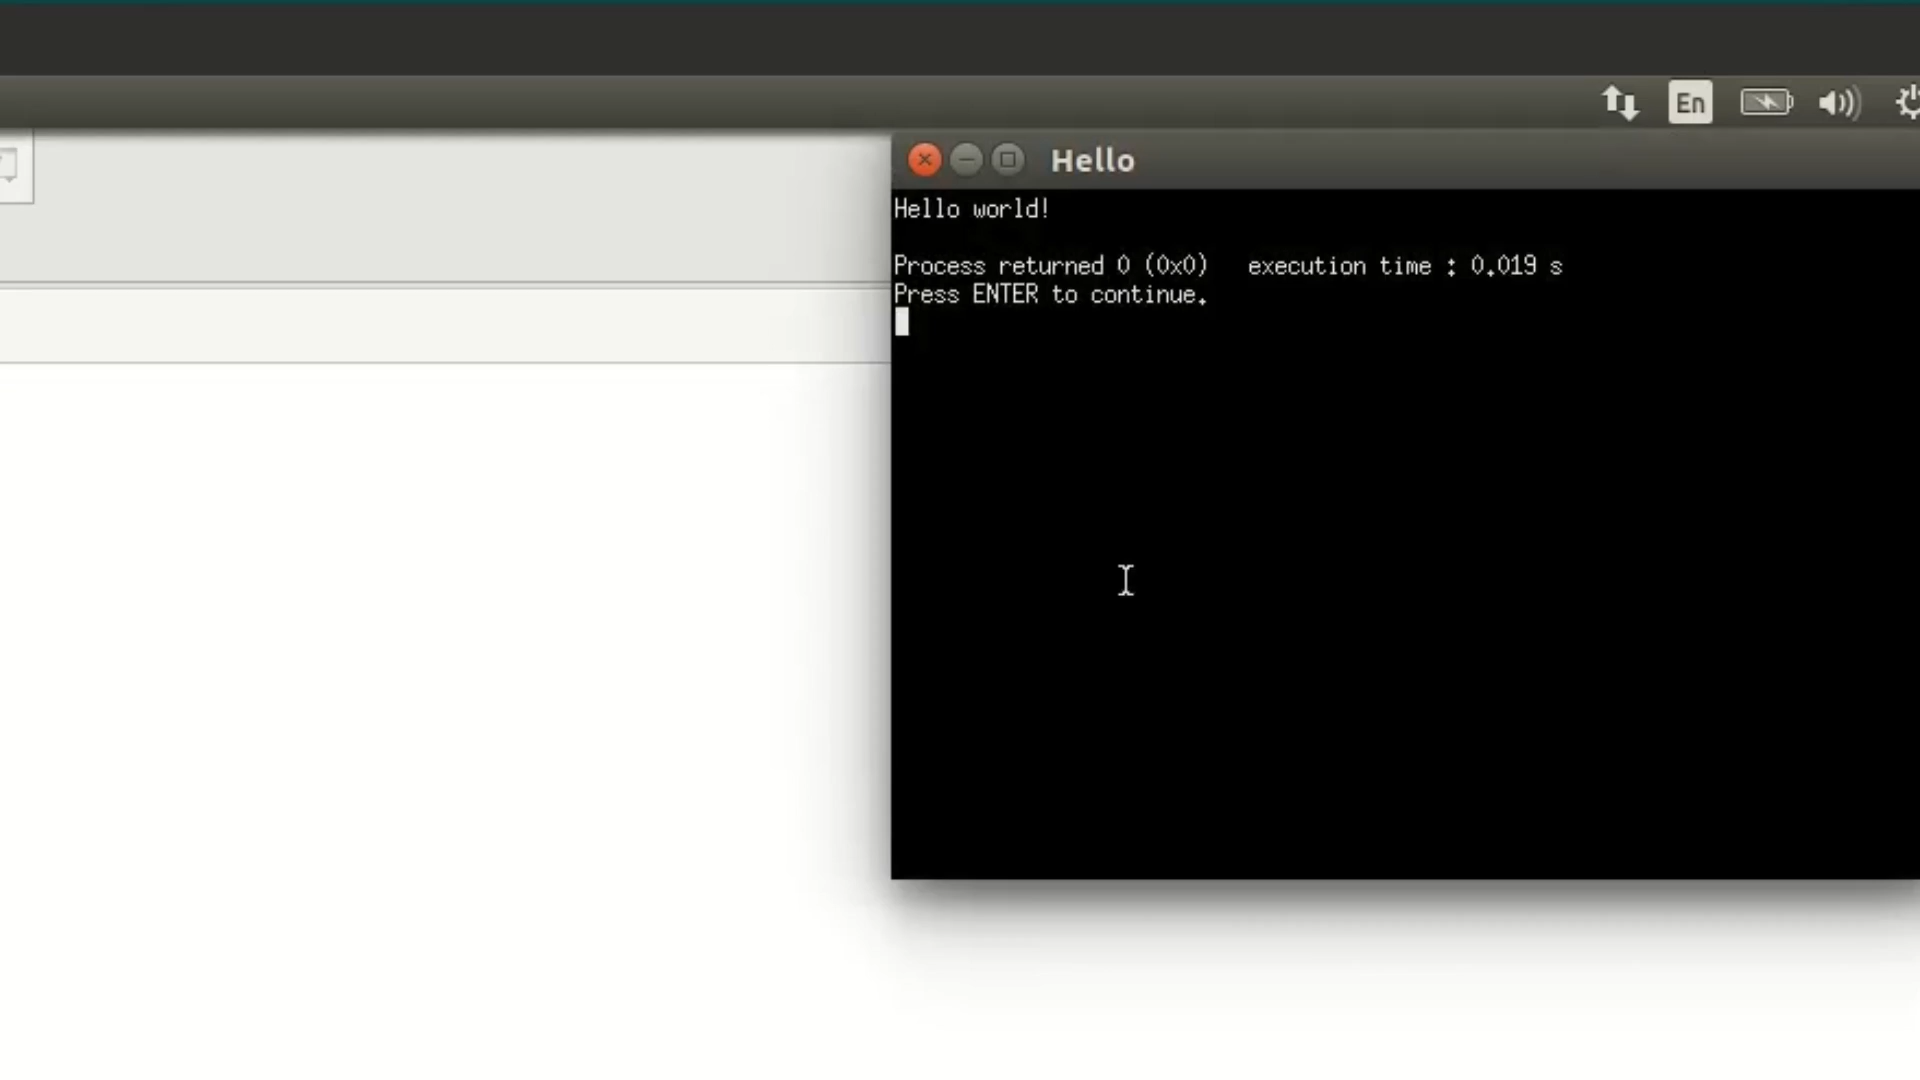 En
Hello
Hello world!
Process returned 0 (0x0)   execution time : 0.019 s
Press ENTER to continue.